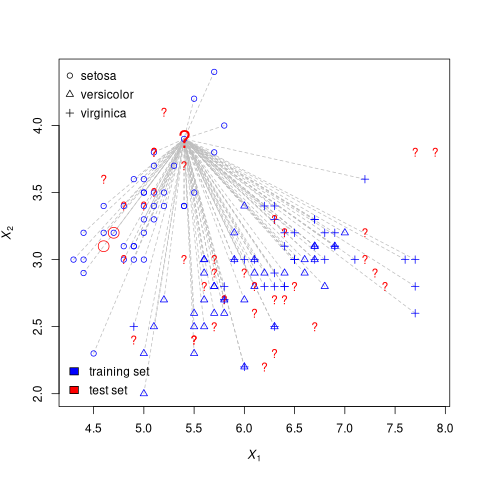 setosa
versicolor
virginica
training set
test set
X2
2.0
2.5
3.0
3.5
4.0
4.5
5.0
5.5
6.0
6.5
7.0
7.5
8.0
X1